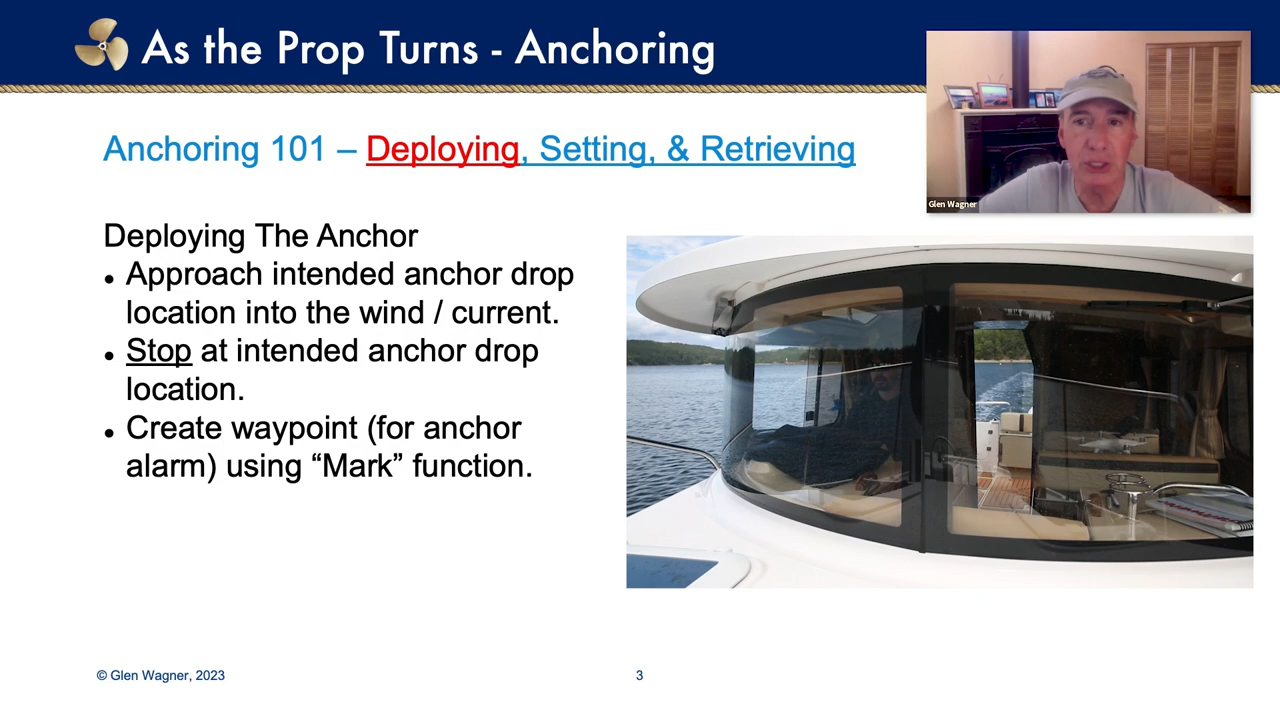 As the Prop Turns - Anchoring
Glen Wagner
Anchoring 101 – Deploying, Setting, & Retrieving
Deploying The Anchor
• Approach intended anchor drop
location into the wind / current.
• Stop at intended anchor drop
location.
• Create waypoint (for anchor
alarm) using “Mark” function.
© Glen Wagner, 2023
3